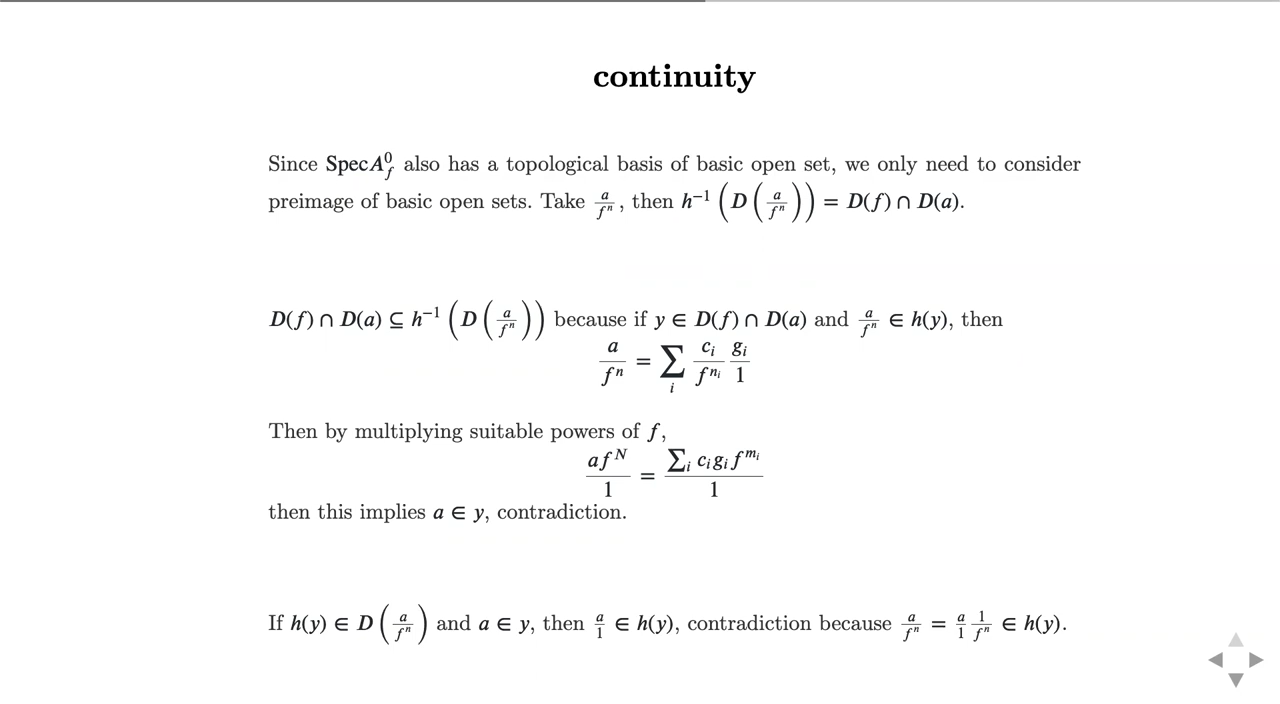 continuity
Since Spec$A_f^0$ also has a topological basis of basic open set, we only need to consider
preimage of basic open sets. Take $\frac{a}{f^n}$, then $h^{-1}\left(D\left(\frac{a}{f^n}\right)\right) = D(f) \cap D(a)$.
$D(f) \cap D(a) \subseteq h^{-1}\left(D\left(\frac{a}{f^n}\right)\right)$ because if $y \in D(f) \cap D(a)$ and $\frac{a}{f^n} \in h(y)$, then
$\frac{a}{f^n} = \sum_i \frac{c_i}{f^{n_i}} \frac{g_i}{1}$
Then by multiplying suitable powers of $f$,
$\frac{a f^N}{1} = \frac{\sum_i c_i g_i f^{m_i}}{1}$
then this implies $a \in y$, contradiction.
If $h(y) \in D\left(\frac{a}{f^n}\right)$ and $a \in y$, then $\frac{a}{1} \in h(y)$, contradiction because $\frac{a}{f^n} = \frac{a}{1} \frac{1}{f^n} \in h(y)$.